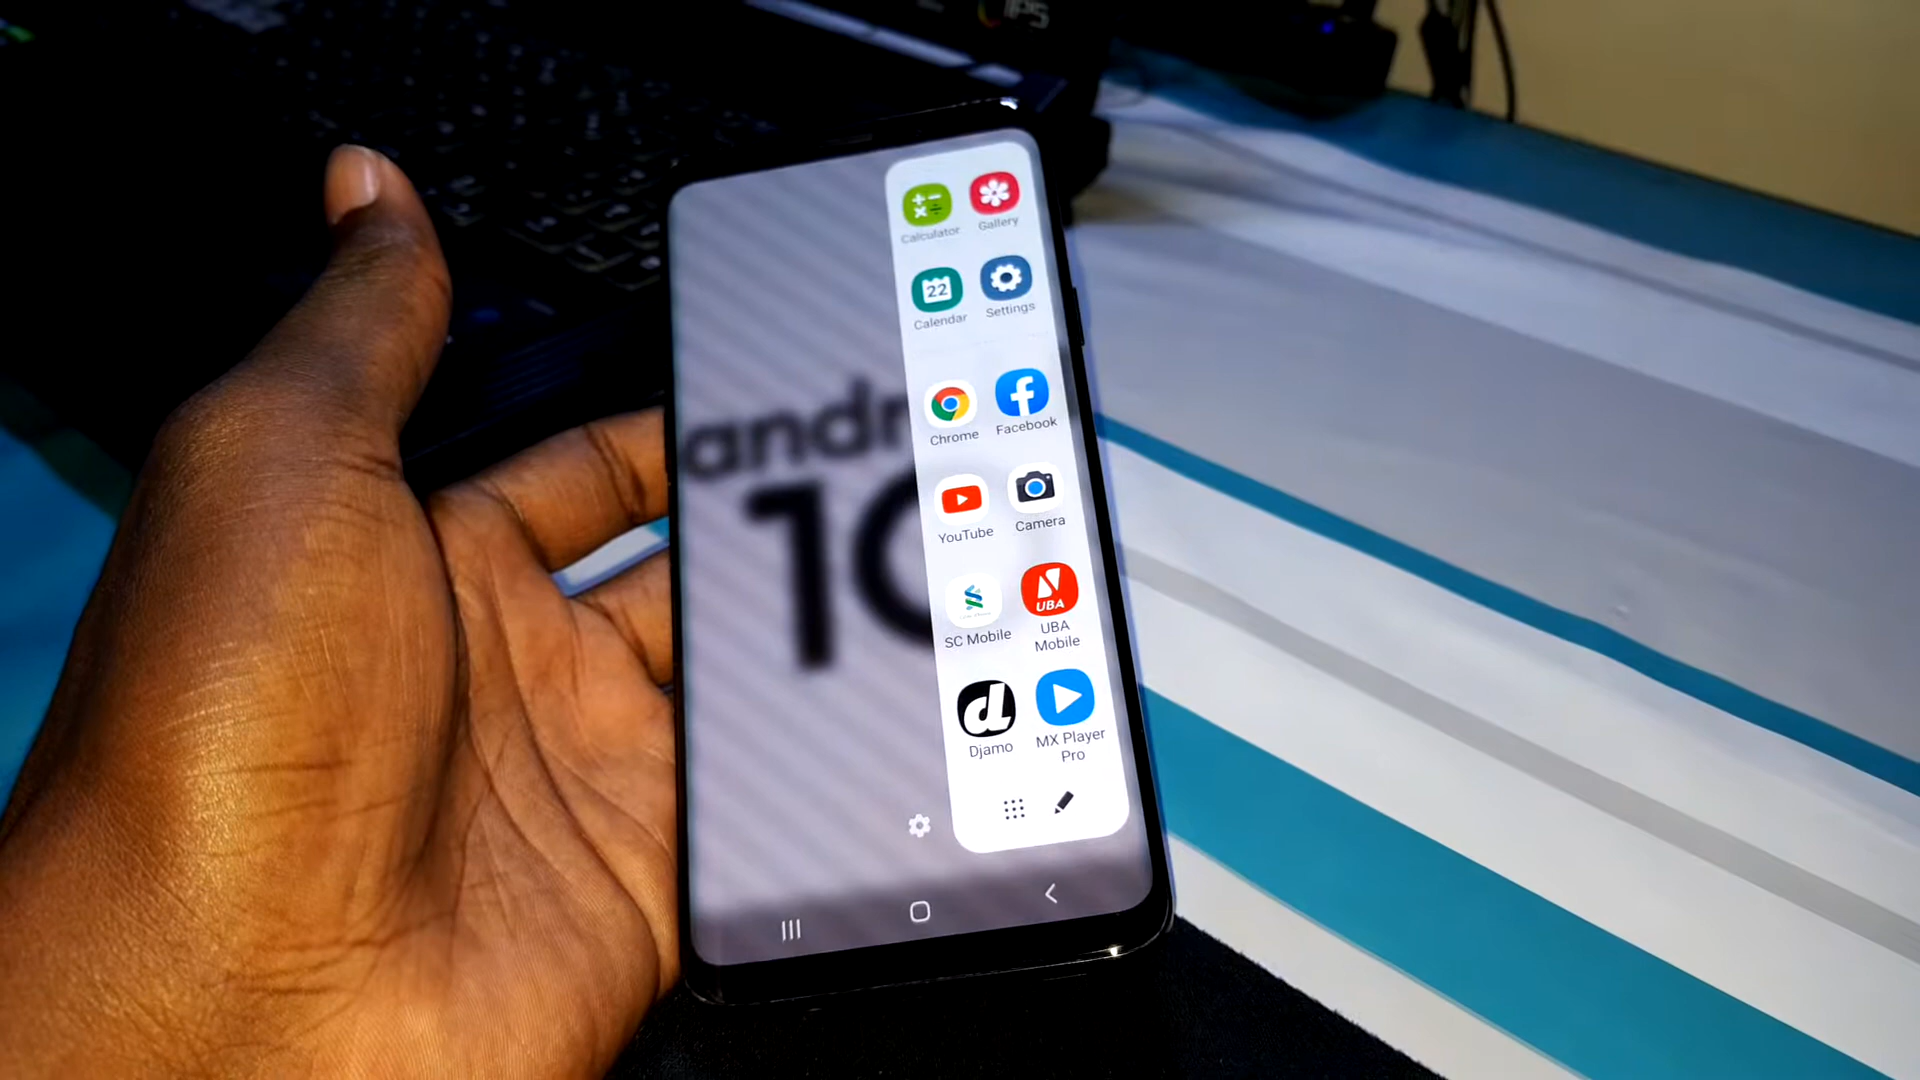 IPS
Calculator
Gallery
22
Calendar
Settings
Chrome
Facebook
YouTube
Camera
SC Mobile
UBA
UBA
Mobile
Djamo
MX Player
Pro
andr
10